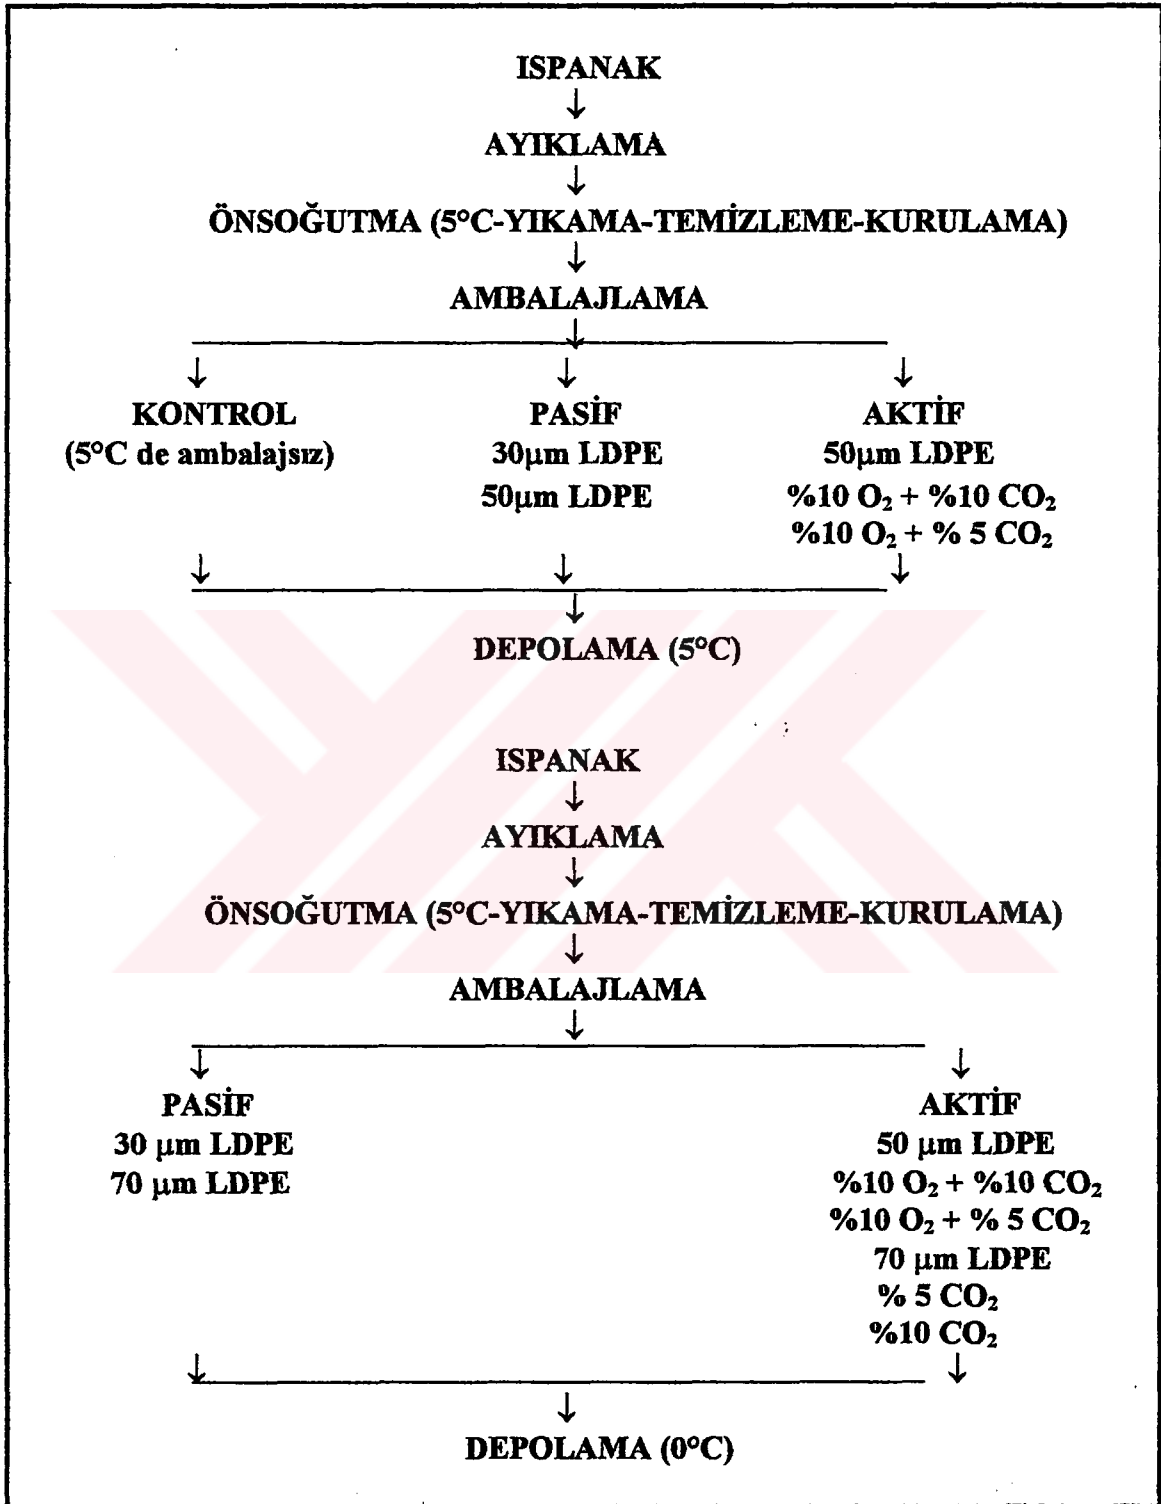 ISPANAK
↓
AYIKLAMA
↓
ÖNSOĞUTMA (5°C-YIKAMA-TEMİZLEME-KURULAMA)
↓
AMBALAJLAMA
↓
↓ ↓ ↓
KONTROL PASİF AKTİF
(5°C de ambalajsız) 30µm LDPE 50µm LDPE
50µm LDPE %10 O₂ + %10 CO₂
%10 O₂ + % 5 CO₂
↓ ↓ ↓
↓
DEPOLAMA (5°C)
ISPANAK
↓
AYIKLAMA
↓
ÖNSOĞUTMA (5°C-YIKAMA-TEMİZLEME-KURULAMA)
↓
AMBALAJLAMA
↓
↓ ↓
PASİF AKTİF
30 µm LDPE 50 µm LDPE
70 µm LDPE %10 O₂ + %10 CO₂
%10 O₂ + % 5 CO₂
70 µm LDPE
% 5 CO₂
%10 CO₂
↓ ↓
↓
DEPOLAMA (0°C)